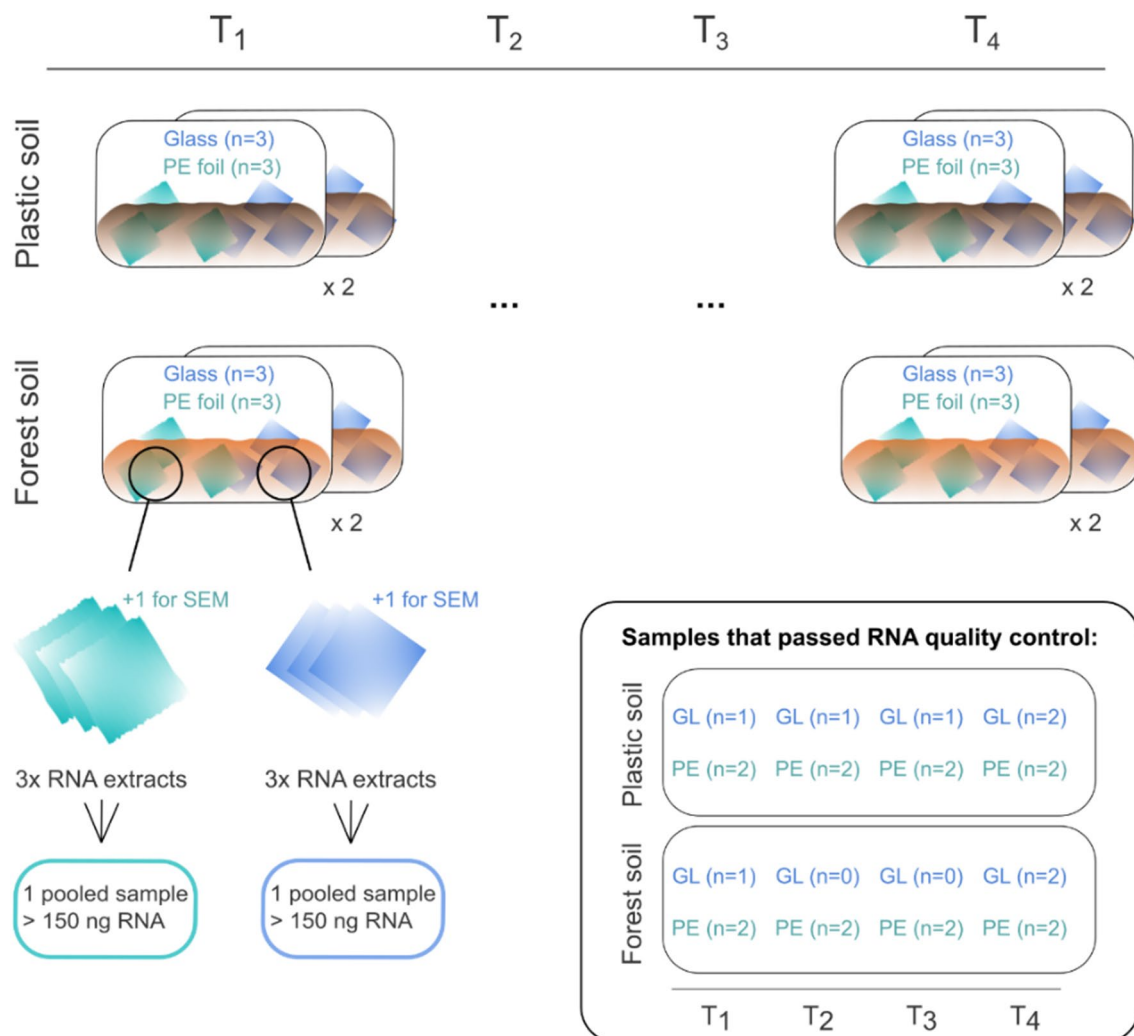 T₁ T₂ T₃ T₄
Plastic soil
Glass (n=3)
PE foil (n=3)
x 2
Glass (n=3)
PE foil (n=3)
x 2
... ...
Forest soil
Glass (n=3)
PE foil (n=3)
x 2
Glass (n=3)
PE foil (n=3)
x 2
+1 for SEM
+1 for SEM
3x RNA extracts
3x RNA extracts
1 pooled sample
> 150 ng RNA
1 pooled sample
> 150 ng RNA
Samples that passed RNA quality control:
Plastic soil
GL (n=1) GL (n=1) GL (n=1) GL (n=2)
PE (n=2) PE (n=2) PE (n=2) PE (n=2)
Forest soil
GL (n=1) GL (n=0) GL (n=0) GL (n=2)
PE (n=2) PE (n=2) PE (n=2) PE (n=2)
T₁ T₂ T₃ T₄